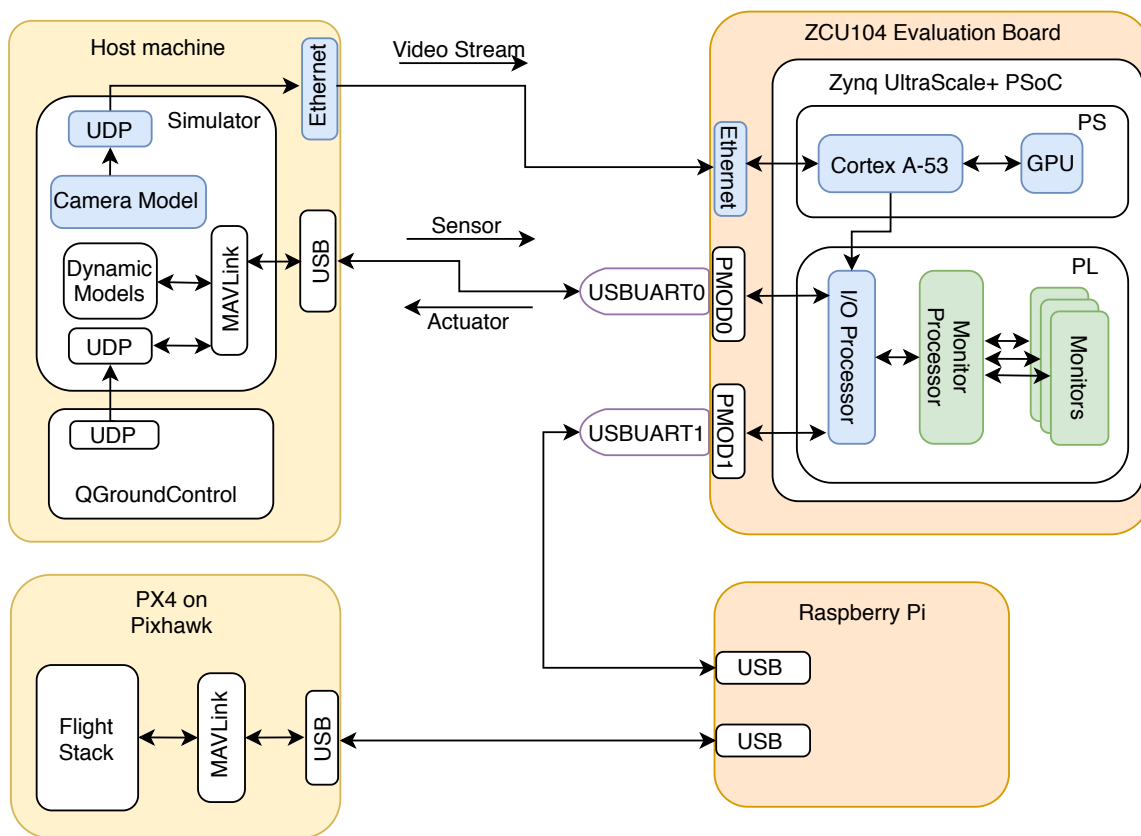 Host machine
Ethernet
Simulator
UDP
Camera Model
Dynamic
Models
MAVLink
USB
UDP
UDP
QGroundControl
Video Stream
Sensor
Actuator
USBUART0
USBUART1
ZCU104 Evaluation Board
Zynq UltraScale+ PSoC
PS
Ethernet
Cortex A-53
GPU
PL
PMOD0
I/O Processor
Monitor
Processor
Monitors
PMOD1
PX4 on
Pixhawk
Flight
Stack
MAVLink
USB
Raspberry Pi
USB
USB